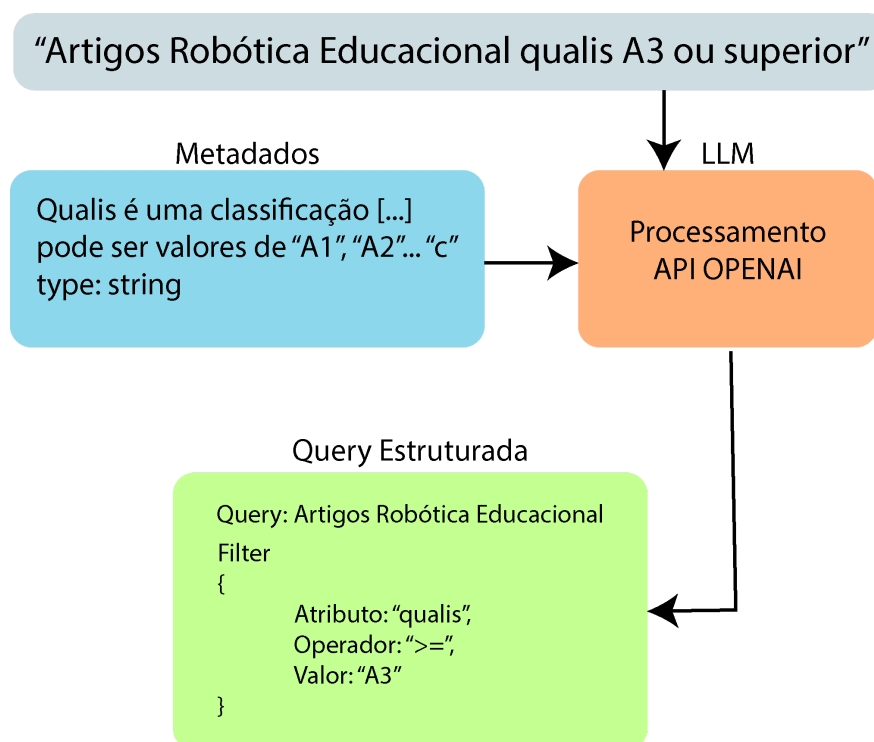 “Artigos Robótica Educacional qualis A3 ou superior”
Metadados
Qualis é uma classificação [...]
pode ser valores de “A1”, “A2”... “c”
type: string
LLM
Processamento
API OPENAI
Query Estruturada
Query: Artigos Robótica Educacional
Filter
{
Atributo: “qualis”,
Operador: “>=”,
Valor: “A3”
}